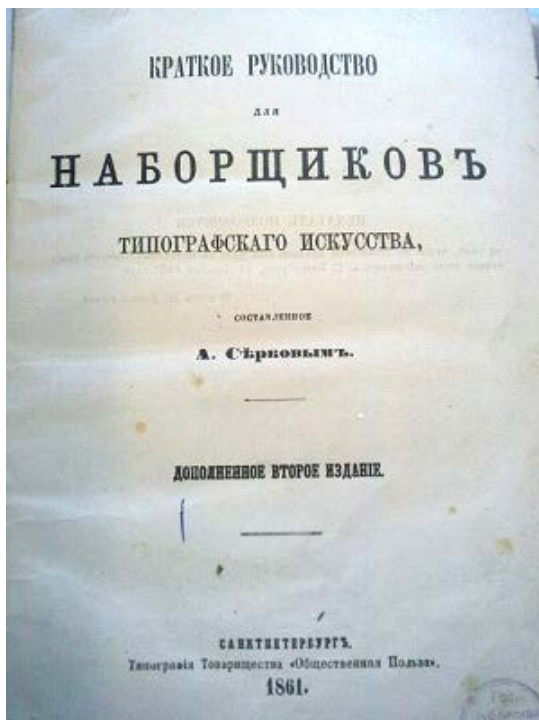 КРАТКОЕ РУКОВОДСТВО
для
НАБОРЩИКОВЪ
ТИПОГРАФСКАГО ИСКУССТВА,
СОСТАВЛЕННОЕ
А. Сѣрковымъ.
ДОПОЛНЕННОЕ ВТОРОЕ ИЗДАНІЕ.
САНКТПЕТЕРБУРГЪ.
Типографія Товарищества «Общественная Польза».
1861.